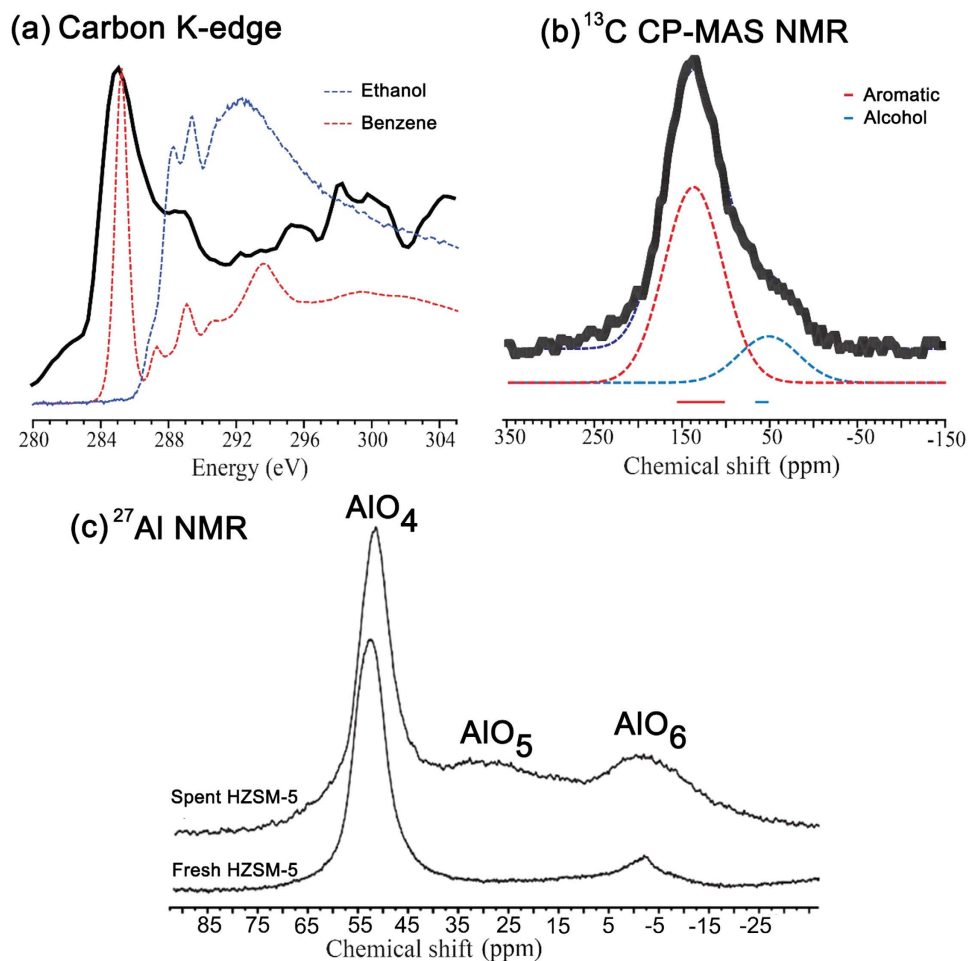 (a) Carbon K-edge
Ethanol
Benzene
280 284 288 292 296 300 304
Energy (eV)
(b) ¹³C CP-MAS NMR
Aromatic
Alcohol
350 250 150 50 -50 -150
Chemical shift (ppm)
(c) ²⁷Al NMR
AlO₄
AlO₅
AlO₆
Spent HZSM-5
Fresh HZSM-5
85 75 65 55 45 35 25 15 5 -5 -15 -25
Chemical shift (ppm)